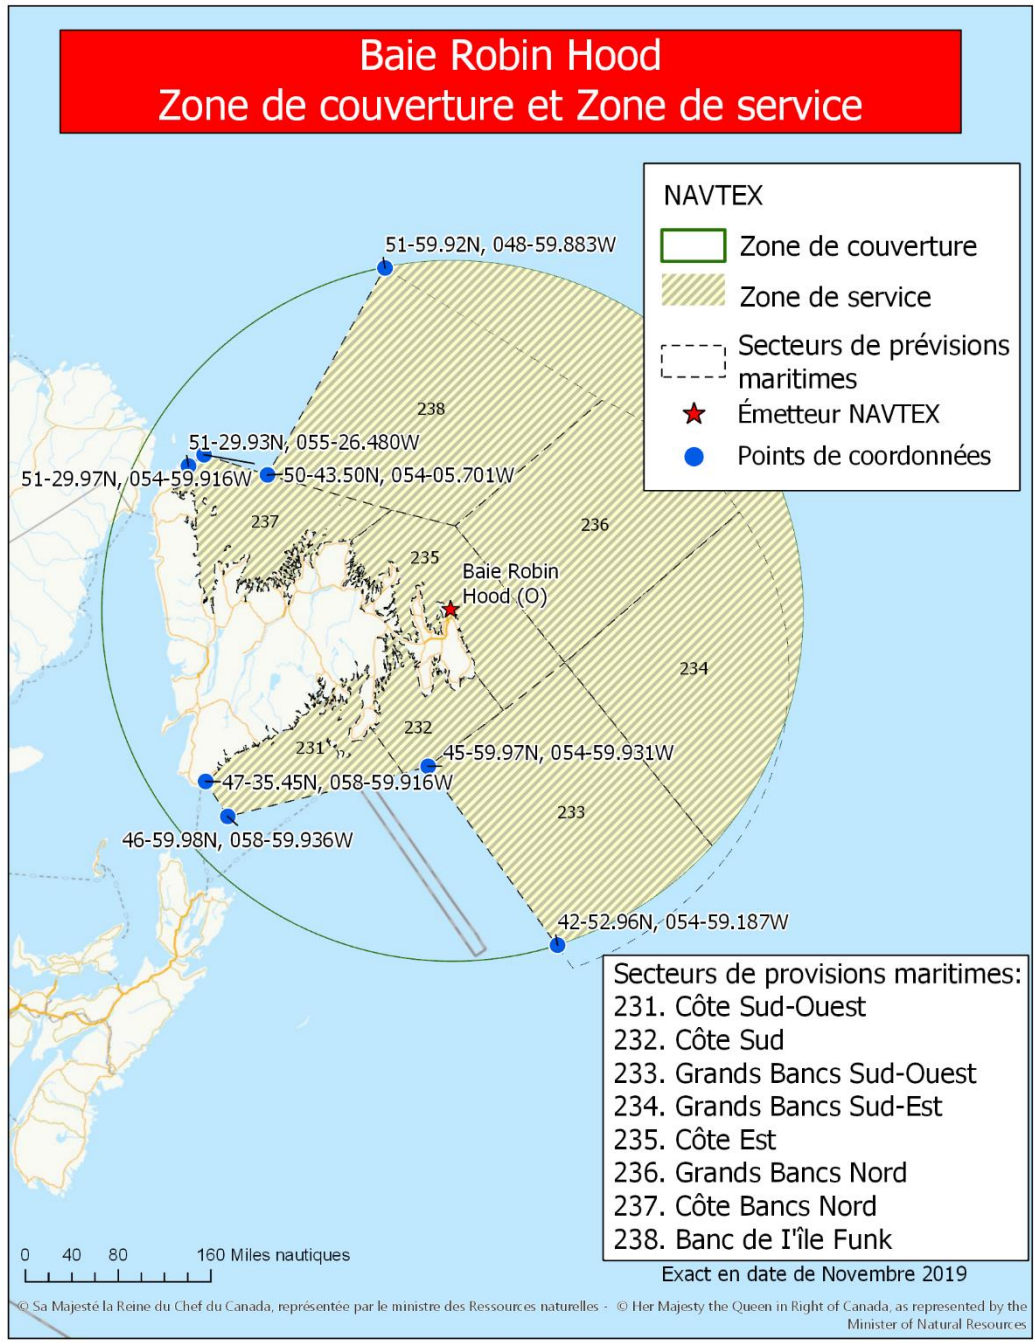 Baie Robin Hood
Zone de couverture et Zone de service
NAVTEX
Zone de couverture
Zone de service
Secteurs de prévisions
maritimes
Émetteur NAVTEX
Points de coordonnées
51-59.92N, 048-59.883W
238
51-29.93N, 055-26.480W
51-29.97N, 054-59.916W
50-43.50N, 054-05.701W
237
236
235
Baie Robin
Hood (O)
234
232
231
45-59.97N, 054-59.931W
47-35.45N, 058-59.916W
233
46-59.98N, 058-59.936W
42-52.96N, 054-59.187W
Secteurs de provisions maritimes:
231. Côte Sud-Ouest
232. Côte Sud
233. Grands Bancs Sud-Ouest
234. Grands Bancs Sud-Est
235. Côte Est
236. Grands Bancs Nord
237. Côte Bancs Nord
238. Banc de I'île Funk
0 40 80 160 Miles nautiques
Exact en date de Novembre 2019
© Sa Majesté la Reine du Chef du Canada, représentée par le ministre des Ressources naturelles - © Her Majesty the Queen in Right of Canada, as represented by the
Minister of Natural Resources